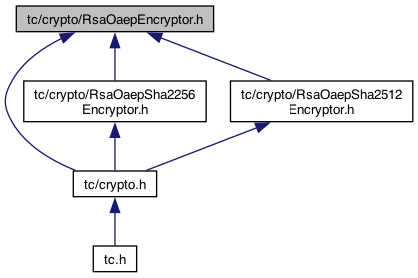 tc/crypto/RsaOaepEncryptor.h
tc/crypto/RsaOaepSha2256
Encryptor.h
tc/crypto/RsaOaepSha2512
Encryptor.h
tc/crypto.h
tc.h